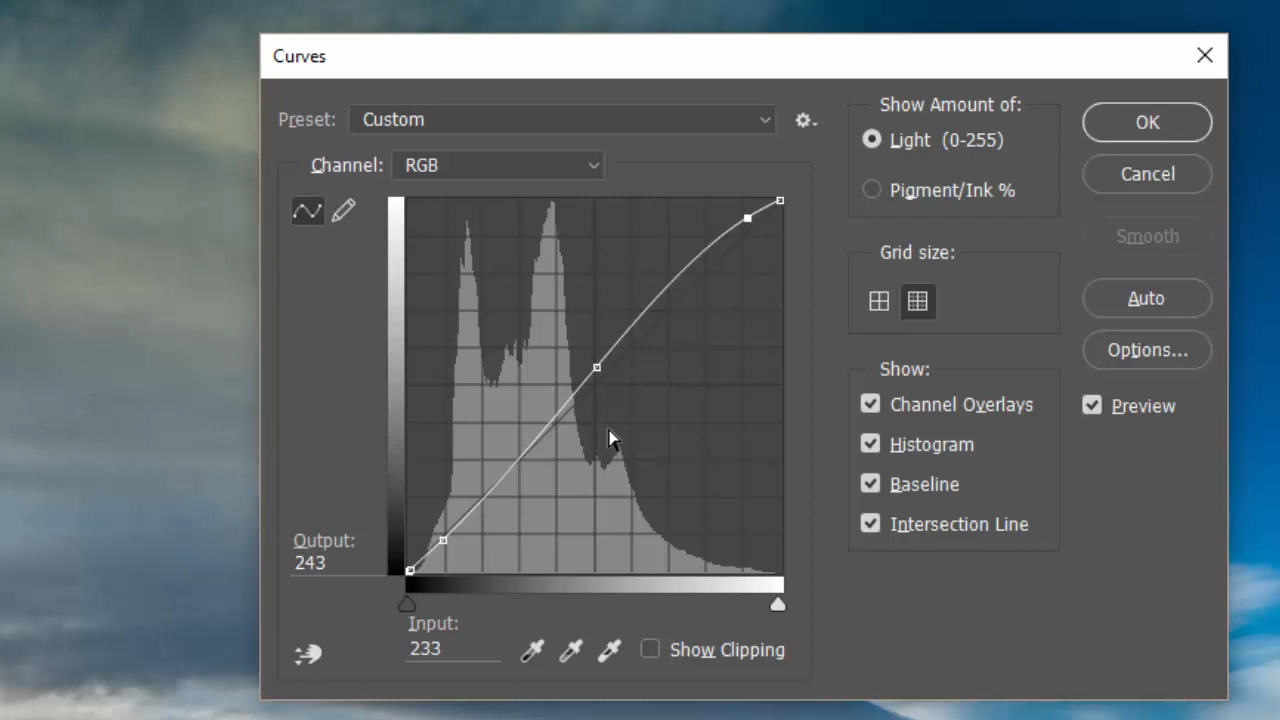 Curves
Preset: Custom
Channel: RGB
Output:
243
Input:
233
Show Clipping
Show Amount of:
Light (0-255)
Pigment/Ink %
Grid size:
Show:
Channel Overlays
Histogram
Baseline
Intersection Line
OK
Cancel
Smooth
Auto
Options...
Preview